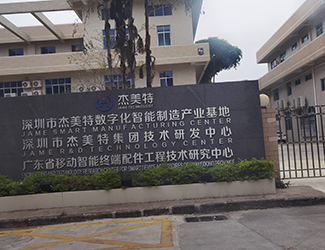 杰美特
JAME TECHNOLOGY
深圳市杰美特数字化智能制造产业基地
JAME SMART MANUFACTURING CENTER
深圳市杰美特集团技术研发中心
JAME R&D TECHNOLOGY CENTER
广东省移动智能终端配件工程技术研究中心